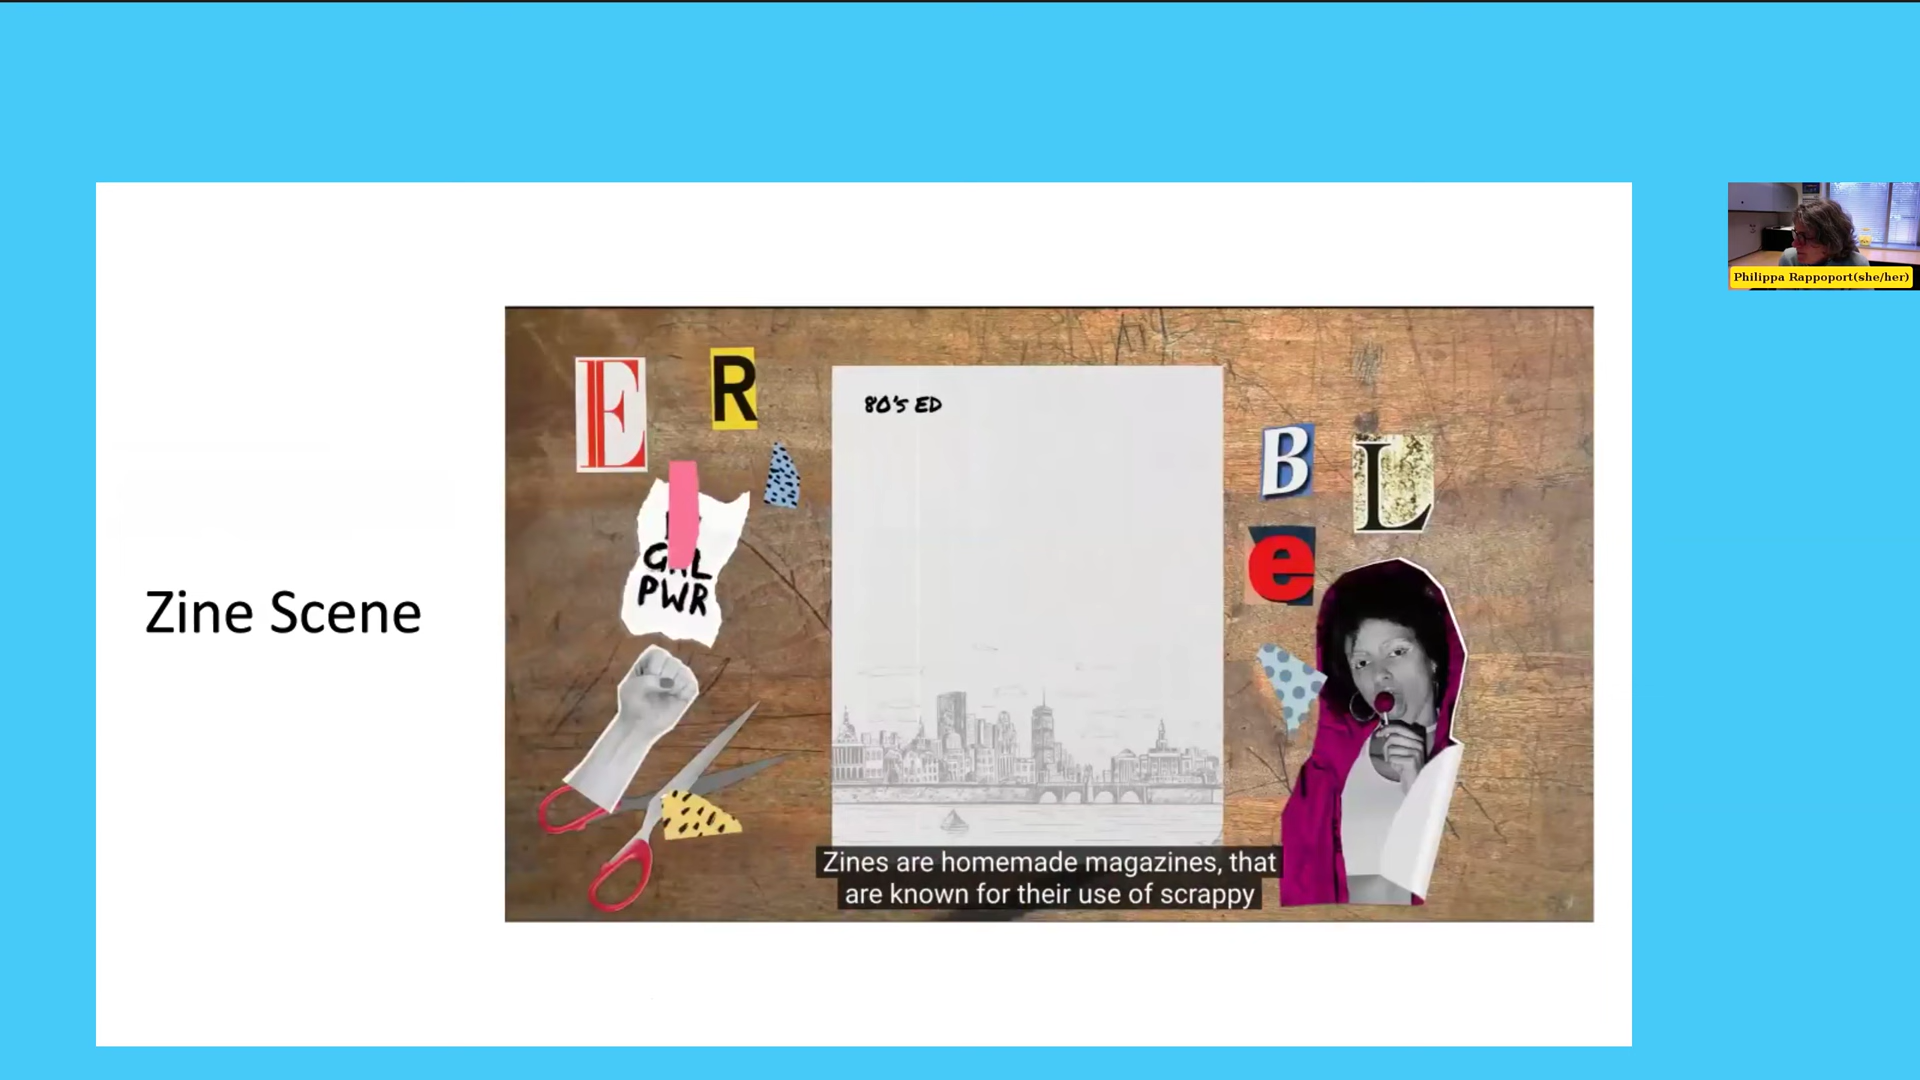 Philippa Rappoport(she/her)
Zine Scene
E
R
80's ED
B
L
e
PWR
Zines are homemade magazines, that
are known for their use of scrappy